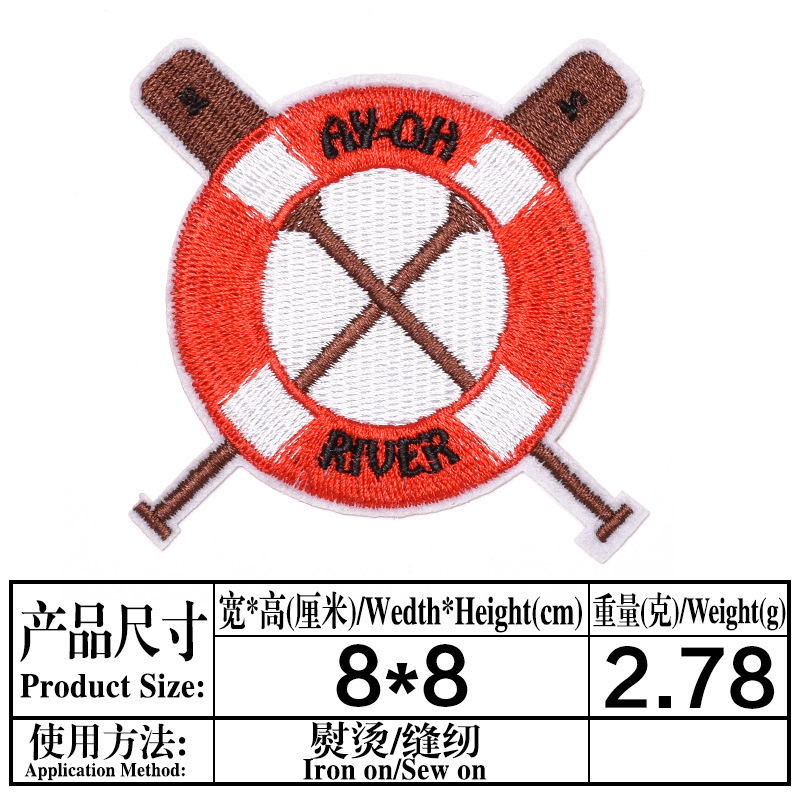 AY-OH
RIVER
产品尺寸
Product Size:
宽*高(厘米)/Wedth*Height(cm)
重量(克)/Weight(g)
8*8
2.78
使用方法:
Application Method:
熨烫/缝纫
Iron on/Sew on